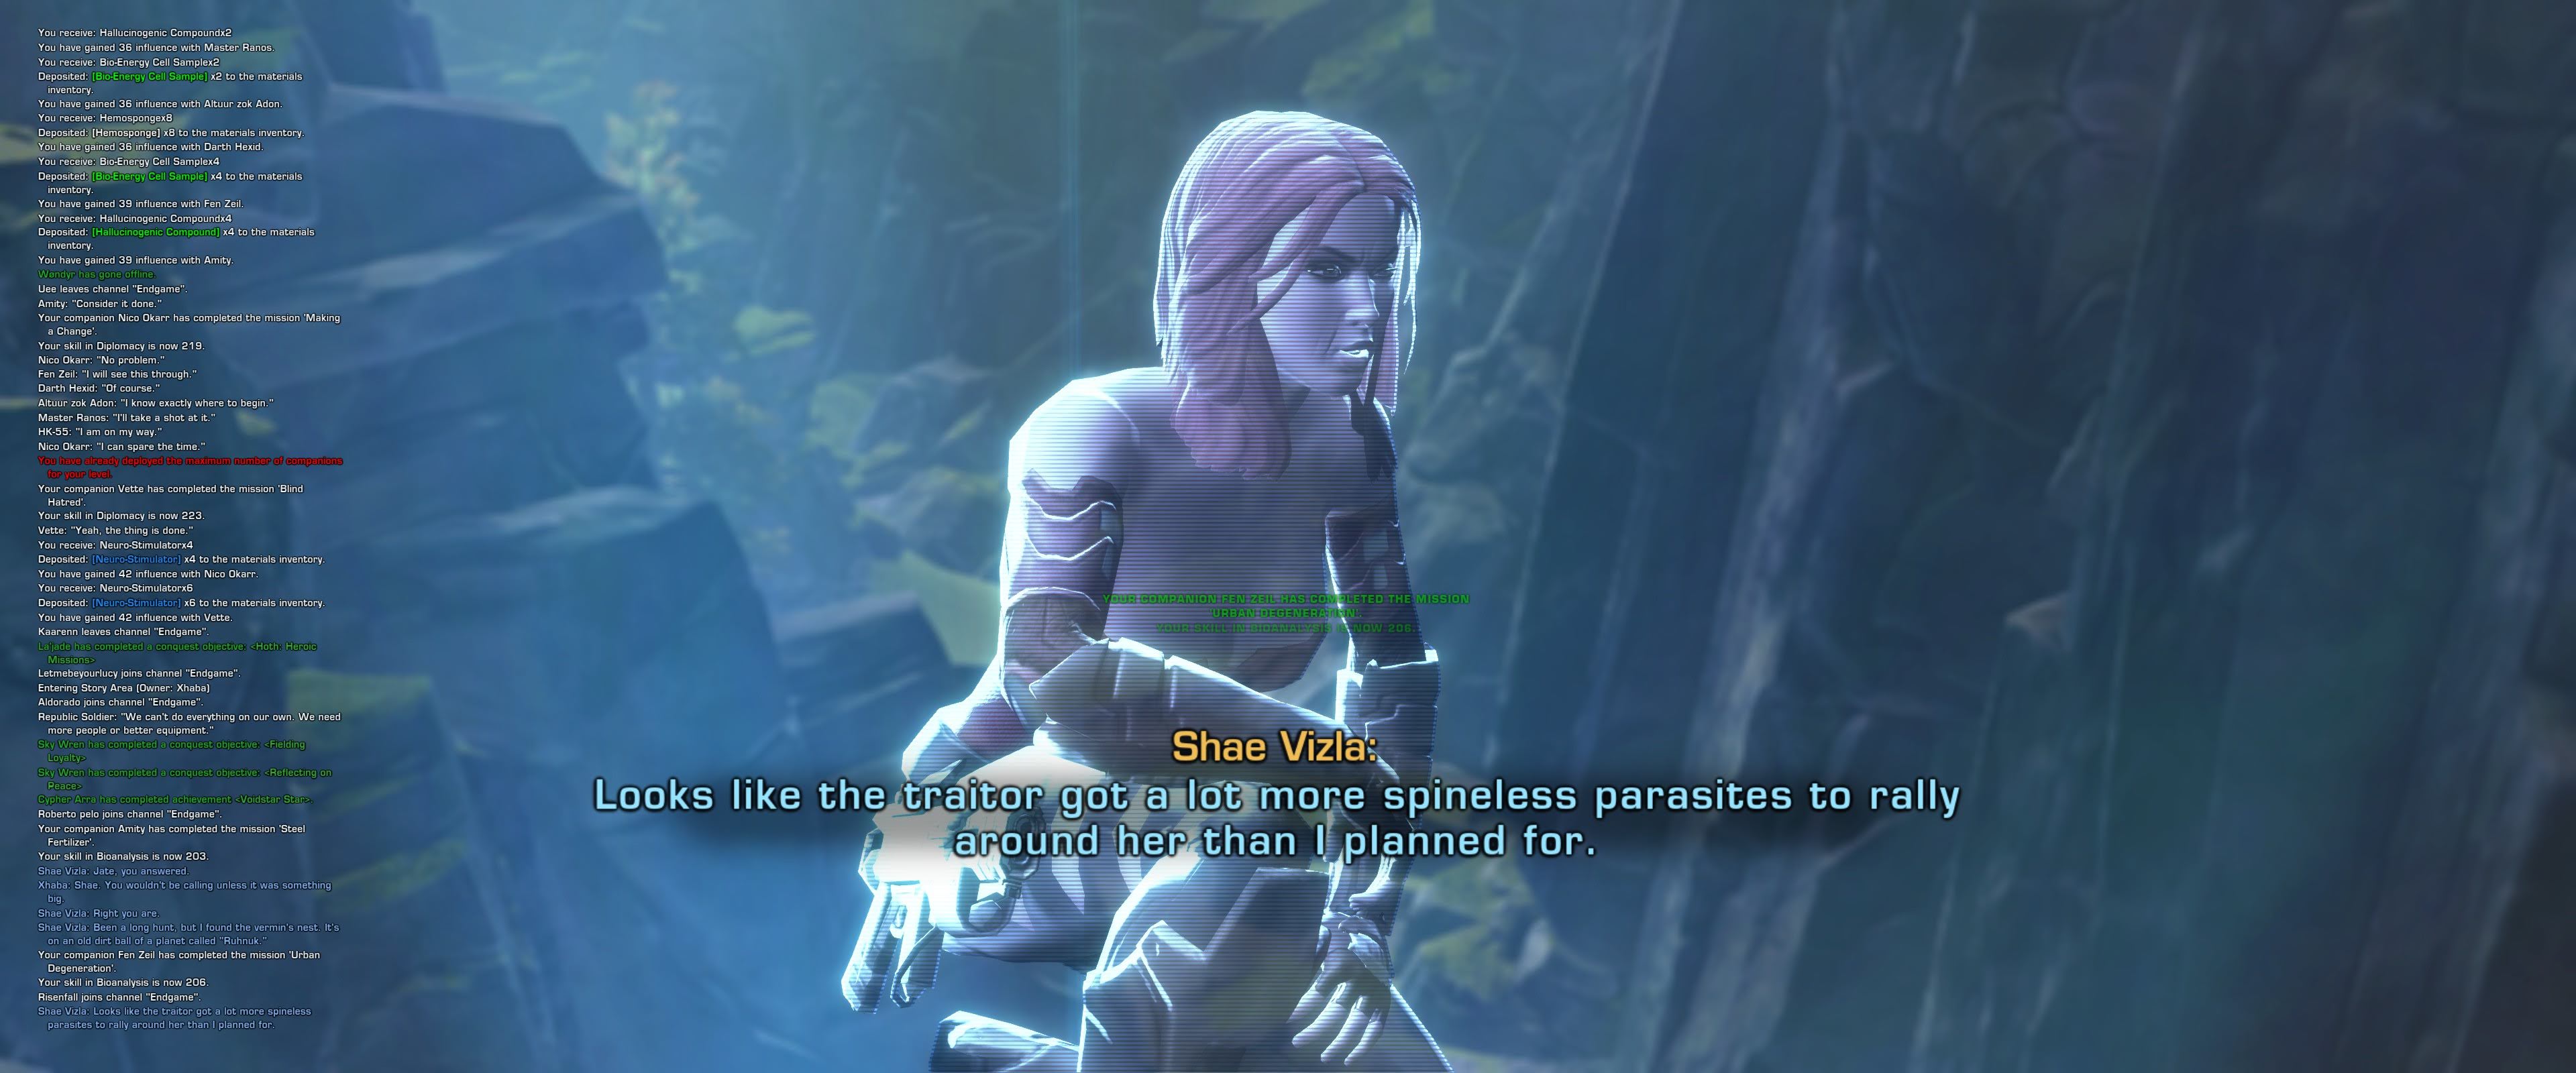 You receive: Hallucinogenic Compoundx2
You have gained 36 influence with Master Ranos.
You receive: Bio-Energy Cell Samplex2
Deposited: [Bio-Energy Cell Sample] x2 to the materials
inventory.
You have gained 36 influence with Altuur zok Adon.
You receive: Hemospongex8
Deposited: [Hemosponge] x8 to the materials inventory.
You have gained 36 influence with Darth Hexid.
You receive: Bio-Energy Cell Samplex4
Deposited: [Bio-Energy Cell Sample] x4 to the materials
inventory.
You have gained 39 influence with Fen Zeil.
You receive: Hallucinogenic Compoundx4
Deposited: [Hallucinogenic Compound] x4 to the materials
inventory.
You have gained 39 influence with Amity.
Wøndyr has gone offline.
Uee leaves channel "Endgame".
Amity: "Consider it done."
Your companion Nico Okarr has completed the mission 'Making
a Change'.
Your skill in Diplomacy is now 219.
Nico Okarr: "No problem."
Fen Zeil: "I will see this through."
Darth Hexid: "Of course."
Altuur zok Adon: "I know exactly where to begin."
Master Ranos: "I'll take a shot at it."
HK-55: "I am on my way."
Nico Okarr: "I can spare the time."
You have already deployed the maximum number of companions
for your level.
Your companion Vette has completed the mission 'Blind
Hatred'.
Your skill in Diplomacy is now 223.
Vette: "Yeah, the thing is done."
You receive: Neuro-Stimulatorx4
Deposited: [Neuro-Stimulator] x4 to the materials inventory.
You have gained 42 influence with Nico Okarr.
You receive: Neuro-Stimulatorx6
Deposited: [Neuro-Stimulator] x6 to the materials inventory.
You have gained 42 influence with Vette.
Kaarenn leaves channel "Endgame".
La'jade has completed a conquest objective: <Hoth: Heroic
Missions>
Letmebeyourlucy joins channel "Endgame".
Entering Story Area (Owner: Xhaba)
Aldorado joins channel "Endgame".
Republic Soldier: "We can't do everything on our own. We need
more people or better equipment."
Sky Wren has completed a conquest objective: <Fielding
Loyalty>
Sky Wren has completed a conquest objective: <Reflecting on
Peace>
Cypher Arra has completed achievement <Voidstar Star>.
Roberto pelo joins channel "Endgame".
Your companion Amity has completed the mission 'Steel
Fertilizer'.
Your skill in Bioanalysis is now 203.
Shae Vizla: Jate, you answered.
Xhaba: Shae. You wouldn't be calling unless it was something
big.
Shae Vizla: Right you are.
Shae Vizla: Been a long hunt, but I found the vermin's nest. It's
on an old dirt ball of a planet called "Ruhnuk."
Your companion Fen Zeil has completed the mission 'Urban
Degeneration'.
Your skill in Bioanalysis is now 206.
Risenfall joins channel "Endgame".
Shae Vizla: Looks like the traitor got a lot more spineless
parasites to rally around her than I planned for.
YOUR COMPANION FEN ZEIL HAS COMPLETED THE MISSION
URBAN DEGENERATION.
YOUR SKILL IN BIOANALYSIS IS NOW 206.
Shae Vizla:
Looks like the traitor got a lot more spineless parasites to rally
around her than I planned for.